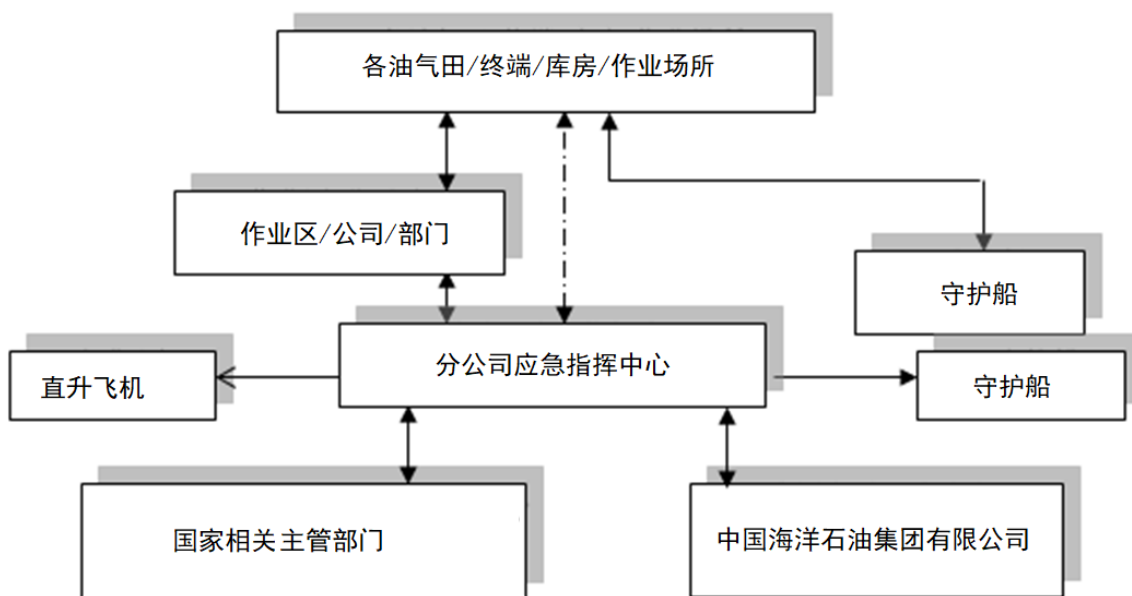 各油气田/终端/库房/作业场所
作业区/公司/部门
守护船
分公司应急指挥中心
直升飞机
守护船
国家相关主管部门
中国海洋石油集团有限公司